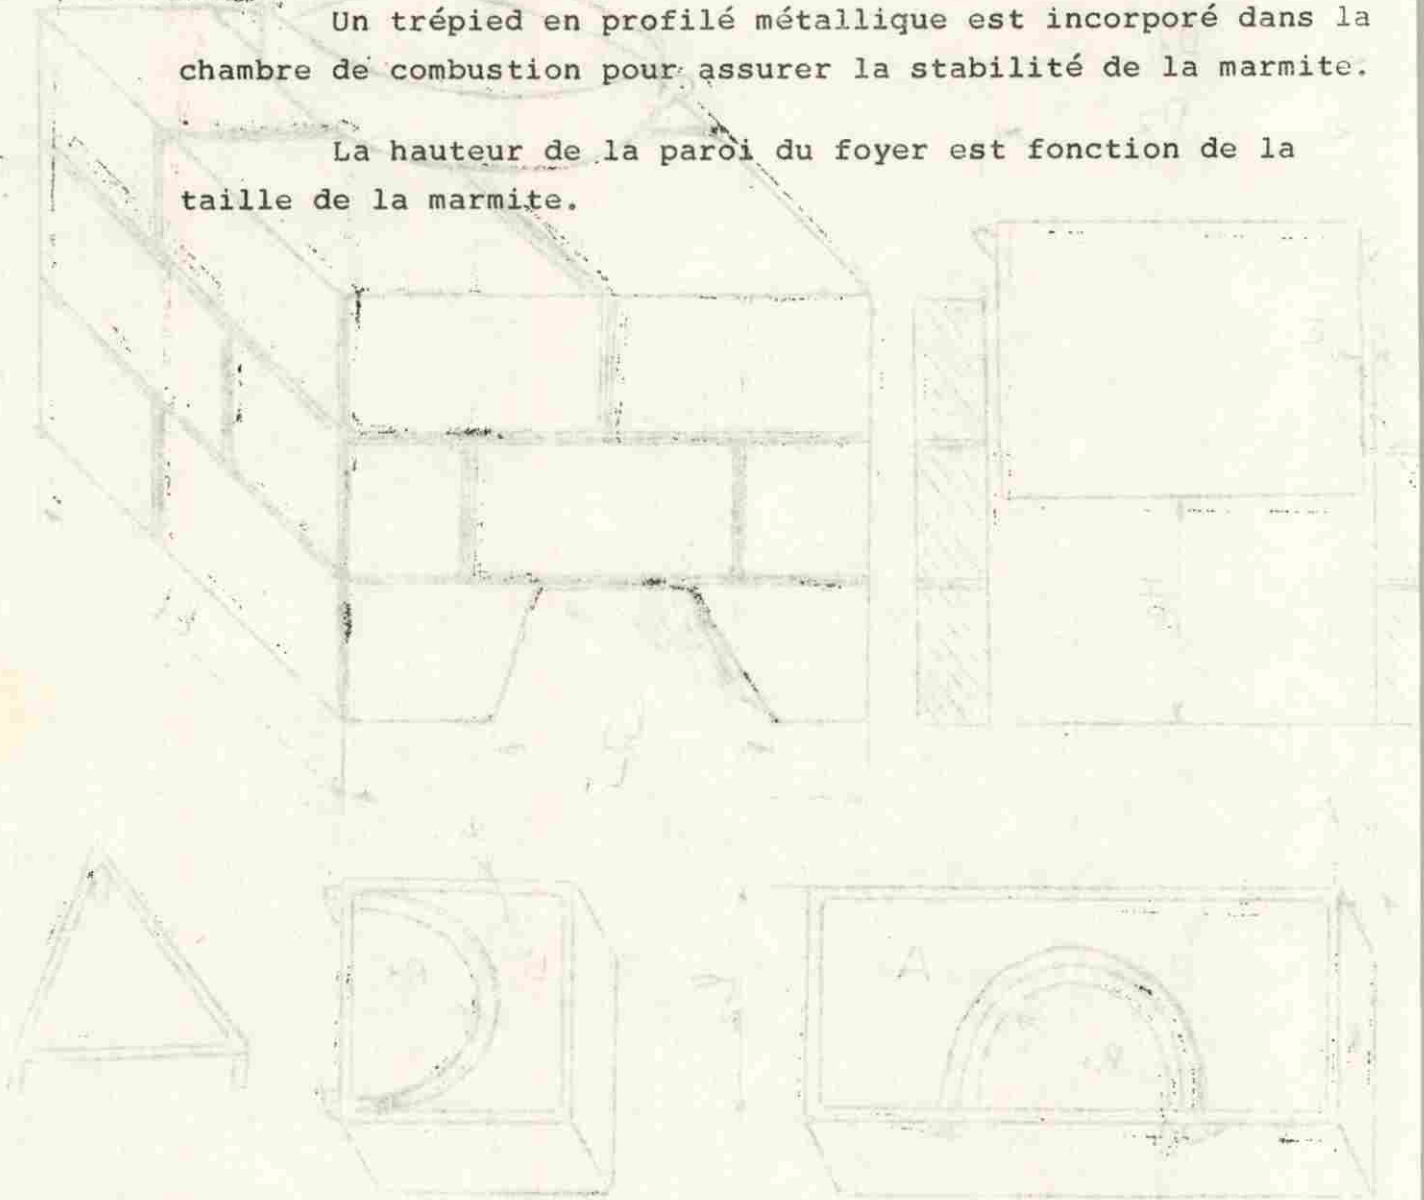 Un trépied en profilé métallique est incorporé dans la
chambre de combustion pour assurer la stabilité de la marmite.
La hauteur de la paroi du foyer est fonction de la
taille de la marmite.
A